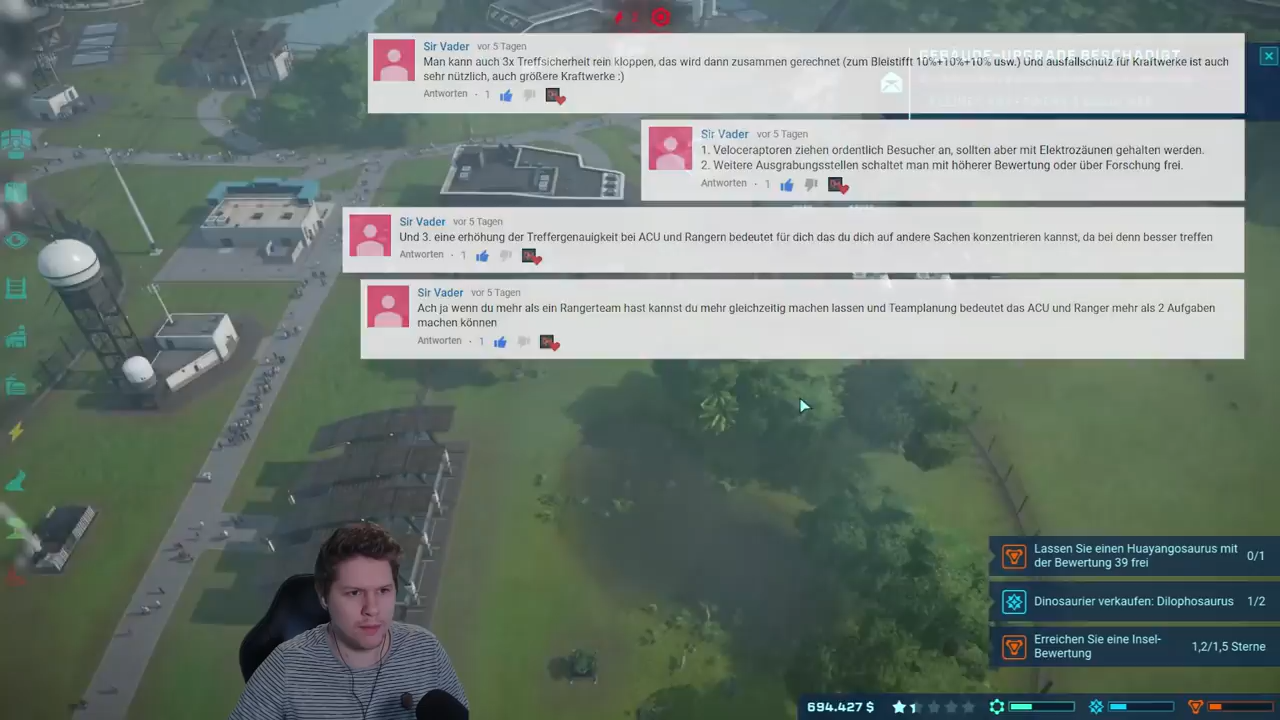 Sir Vader vor 5 Tagen
GEBÄUDE-UPGRADE BESCHÄDIGT
Man kann auch 3x Treffsicherheit rein kloppen, das wird dann zusammen gerechnet (zum Bleistifft 10%+10%+10% usw.) Und ausfallschutz für Kraftwerke ist auch
sehr nützlich, auch größere Kraftwerke :)
Antworten · 1
Sir Vader vor 5 Tagen
1. Veloceraptoren ziehen ordentlich Besucher an, sollten aber mit Elektrozäunen gehalten werden.
2. Weitere Ausgrabungsstellen schaltet man mit höherer Bewertung oder über Forschung frei.
Antworten · 1
Sir Vader vor 5 Tagen
Und 3. eine erhöhung der Treffergenauigkeit bei ACU und Rangern bedeutet für dich das du dich auf andere Sachen konzentrieren kannst, da bei denn besser treffen
Antworten · 1
Sir Vader vor 5 Tagen
Ach ja wenn du mehr als ein Rangerteam hast kannst du mehr gleichzeitig machen lassen und Teamplanung bedeutet das ACU und Ranger mehr als 2 Aufgaben
machen können
Antworten · 1
Lassen Sie einen Huayangosaurus mit
der Bewertung 39 frei 0/1
Dinosaurier verkaufen: Dilophosaurus 1/2
Erreichen Sie eine Insel-
Bewertung 1,2/1,5 Sterne
694.427 $